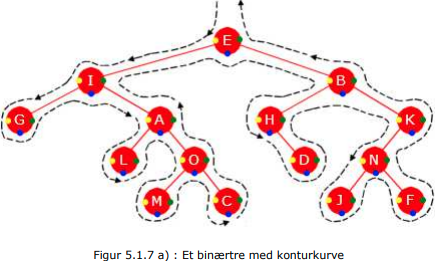 E
I B
G A H K
L O D N
M C J F
Figur 5.1.7 a) : Et binærtre med konturkurve